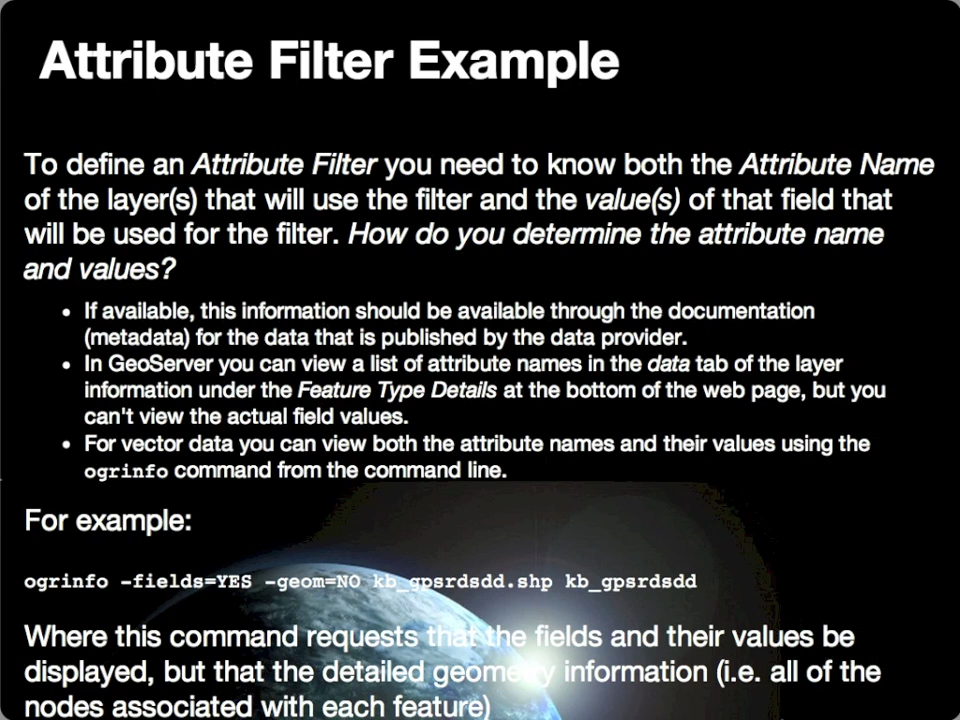 Attribute Filter Example
To define an Attribute Filter you need to know both the Attribute Name
of the layer(s) that will use the filter and the value(s) of that field that
will be used for the filter. How do you determine the attribute name
and values?
• If available, this information should be available through the documentation
(metadata) for the data that is published by the data provider.
• In GeoServer you can view a list of attribute names in the data tab of the layer
information under the Feature Type Details at the bottom of the web page, but you
can't view the actual field values.
• For vector data you can view both the attribute names and their values using the
ogrinfo command from the command line.
For example:
ogrinfo -fields=YES -geom=NO kb_gpsrdsdd.shp kb_gpsrdsdd
Where this command requests that the fields and their values be
displayed, but that the detailed geometry information (i.e. all of the
nodes associated with each feature)